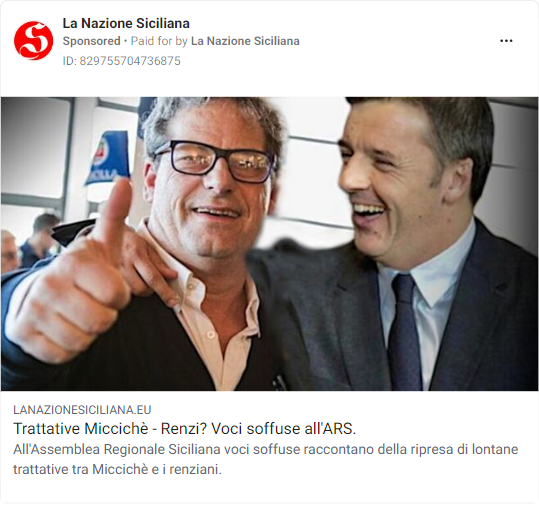 La Nazione Siciliana
Sponsored • Paid for by La Nazione Siciliana
ID: 829755704736875
LANAZIONESICILIANA.EU
Trattative Miccichè - Renzi? Voci soffuse all'ARS.
All'Assemblea Regionale Siciliana voci soffuse raccontano della ripresa di lontane
trattative tra Miccichè e i renziani.